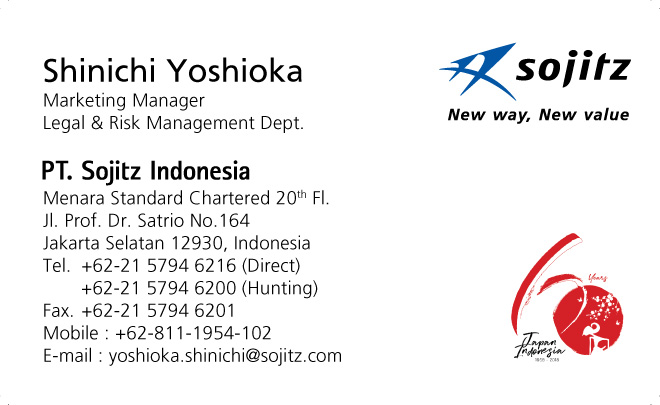 Shinichi Yoshioka
Marketing Manager
Legal & Risk Management Dept.
sojitz
New way, New value
PT. Sojitz Indonesia
Menara Standard Chartered 20th Fl.
Jl. Prof. Dr. Satrio No.164
Jakarta Selatan 12930, Indonesia
Tel. +62-21 5794 6216 (Direct)
+62-21 5794 6200 (Hunting)
Fax. +62-21 5794 6201
Mobile : +62-811-1954-102
E-mail : yoshioka.shinichi@sojitz.com
60
Years
Japan
Indonesia